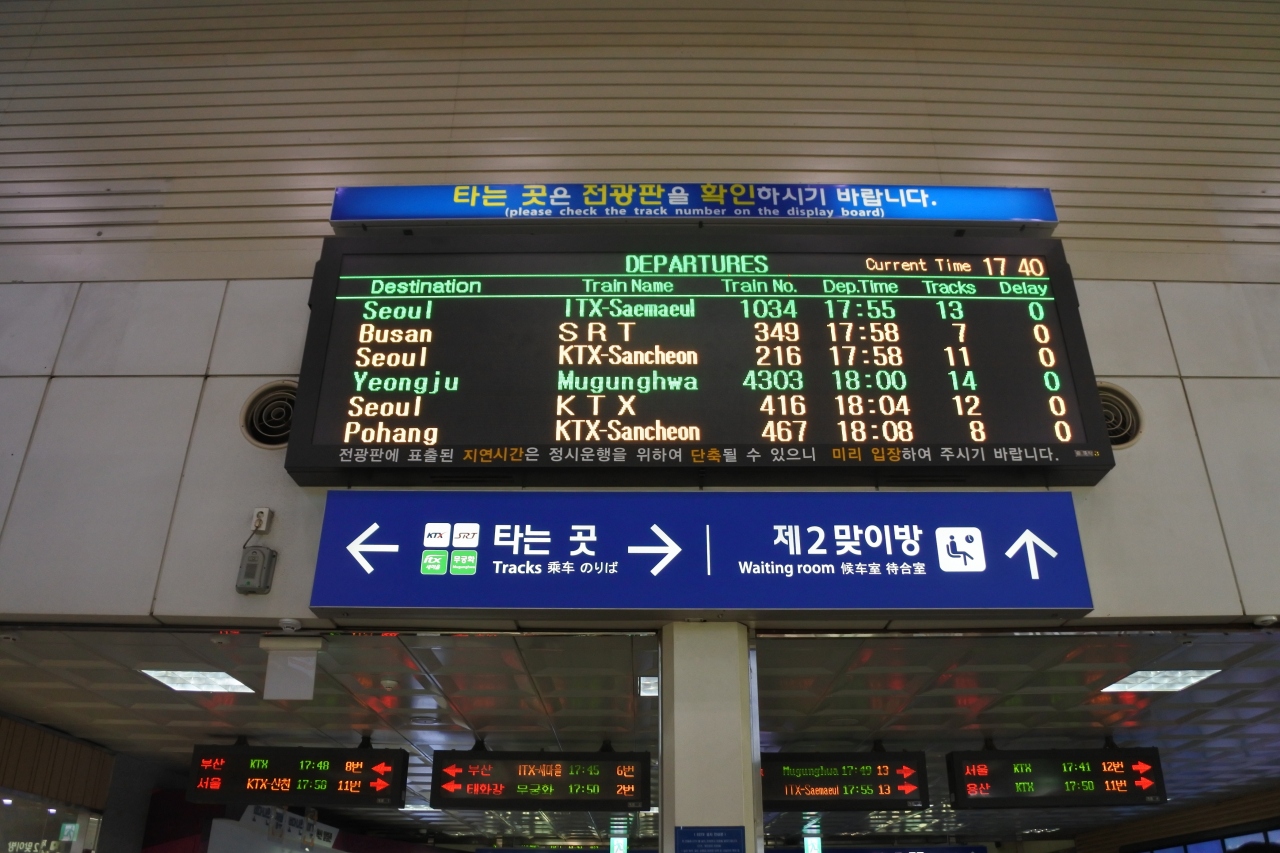 타는 곳은 전광판을 확인하시기 바랍니다.
(please check the track number on the display board)
DEPARTURES Current Time 17 40
Destination Train Name Train No. Dep.Time Tracks Delay
Seoul ITX-Saemaeul 1034 17:55 13 0
Busan SRT 349 17:58 7 0
Seoul KTX-Sancheon 216 17:58 11 0
Yeongju Mugunghwa 4303 18:00 14 0
Seoul KTX 416 18:04 12 0
Pohang KTX-Sancheon 467 18:08 8 0
전광판에 표출된 지연시간은 정시운행을 위하여 단축될 수 있으니 미리 입장하여 주시기 바랍니다.
KTX SRT 타는 곳 제2 맞이방
ITX 새마을 무궁화 Tracks 乘车 のりば Waiting room 候车室 待合室
부산 KTX 17:48 8번
서울 KTX-산천 17:58 11번
부산 ITX-새마을 17:45 6번
태화강 무궁화 17:50 2번
Mugunghwa 17:49 13
ITX-Saemaeul 17:55 13
서울 KTX 17:41 12번
용산 KTX 17:50 11번